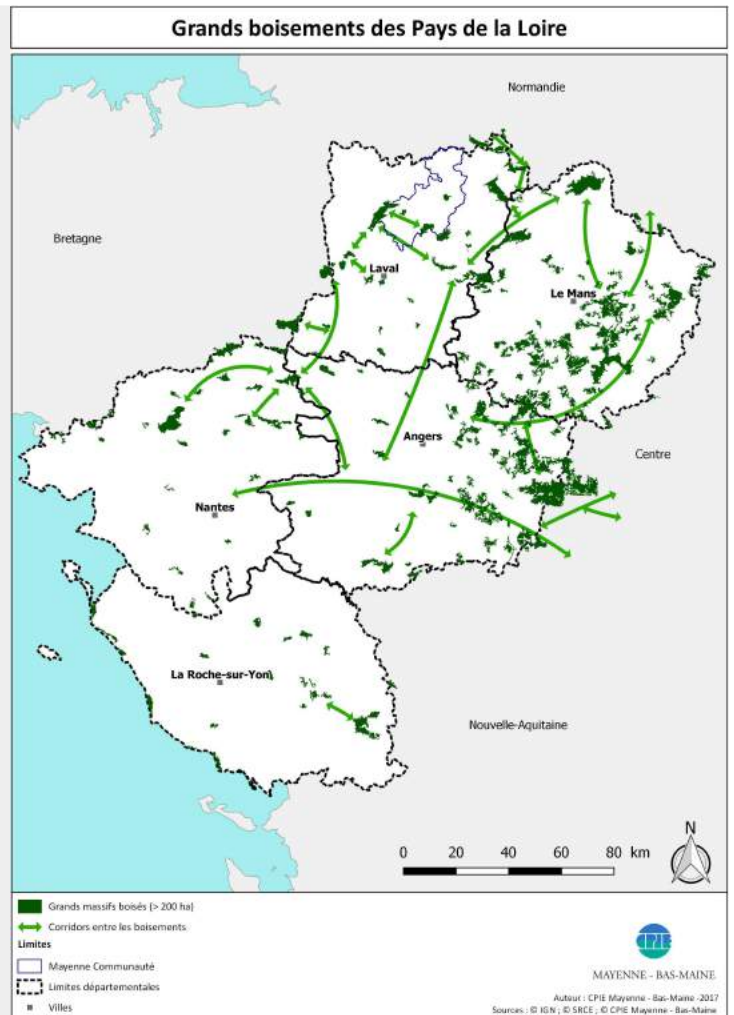 Grands boisements des Pays de la Loire
Normandie
Bretagne
Laval
Le Mans
Angers
Centre
Nantes
La Roche-sur-Yon
Nouvelle-Aquitaine
N
0 20 40 60 80 km
Grands massifs boisés (> 200 ha)
Corridors entre les boisements
Limites
Mayenne Communauté
Limites départementales
Villes
CPIE
MAYENNE - BAS-MAINE
Auteur : CPIE Mayenne - Bas-Maine -2017
Sources : © IGN ; © SRCE ; © CPIE Mayenne - Bas-Maine